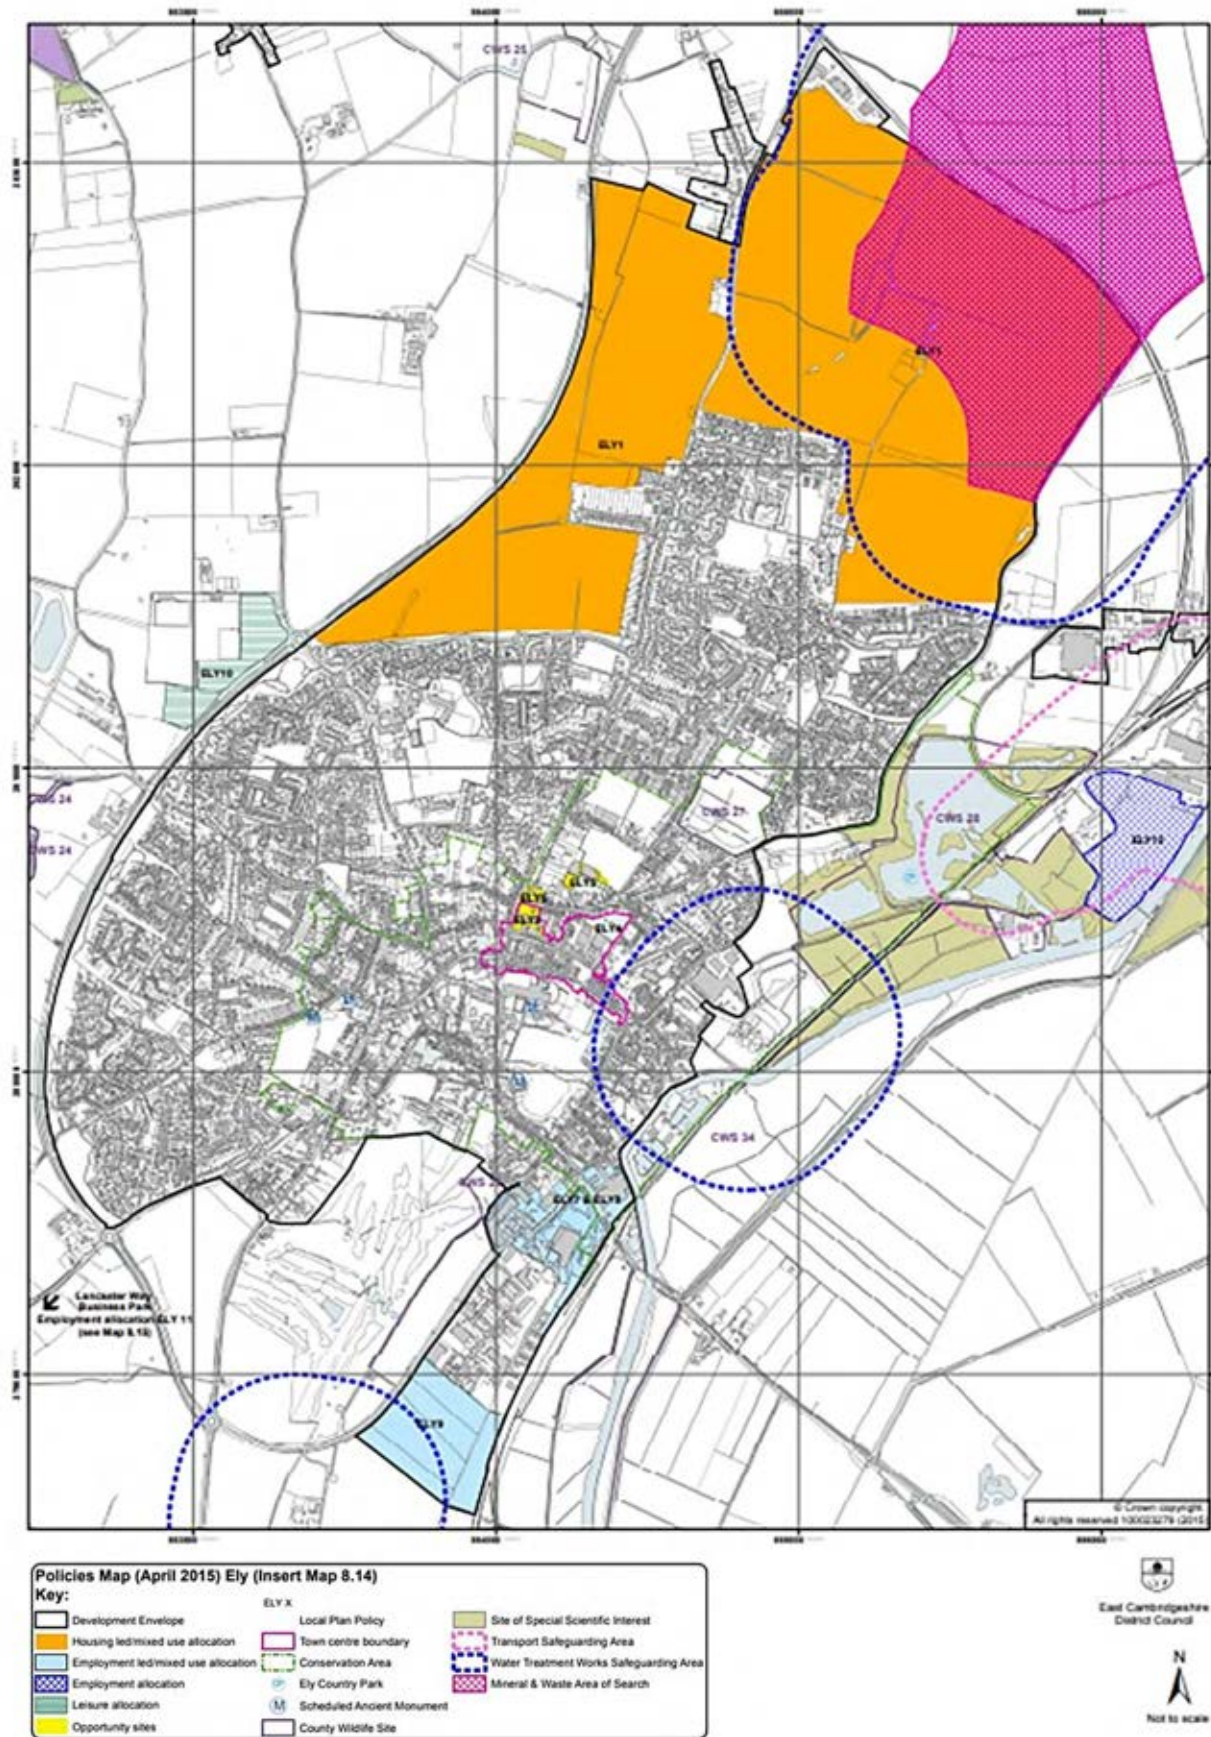 CWS 25
ELY1
ELY1
ELY10
CWS 24
CWS 24
CWS 27
CWS 28
ELY10
ELY3
ELY4
CWS 34
ELY7 & ELY8
Lancaster Way
Business Park
Employment allocation ELY 11
(see Map 8.15)
ELY9
© Crown copyright
All rights reserved 100023279 (2015)
Policies Map (April 2015) Ely (Insert Map 8.14)
Key:
Development Envelope
Housing led/mixed use allocation
Employment led/mixed use allocation
Employment allocation
Leisure allocation
Opportunity sites
ELY X
Local Plan Policy
Town centre boundary
Conservation Area
CP Ely Country Park
M Scheduled Ancient Monument
County Wildlife Site
Site of Special Scientific Interest
Transport Safeguarding Area
Water Treatment Works Safeguarding Area
Mineral & Waste Area of Search
East Cambridgeshire
District Council
N
Not to scale